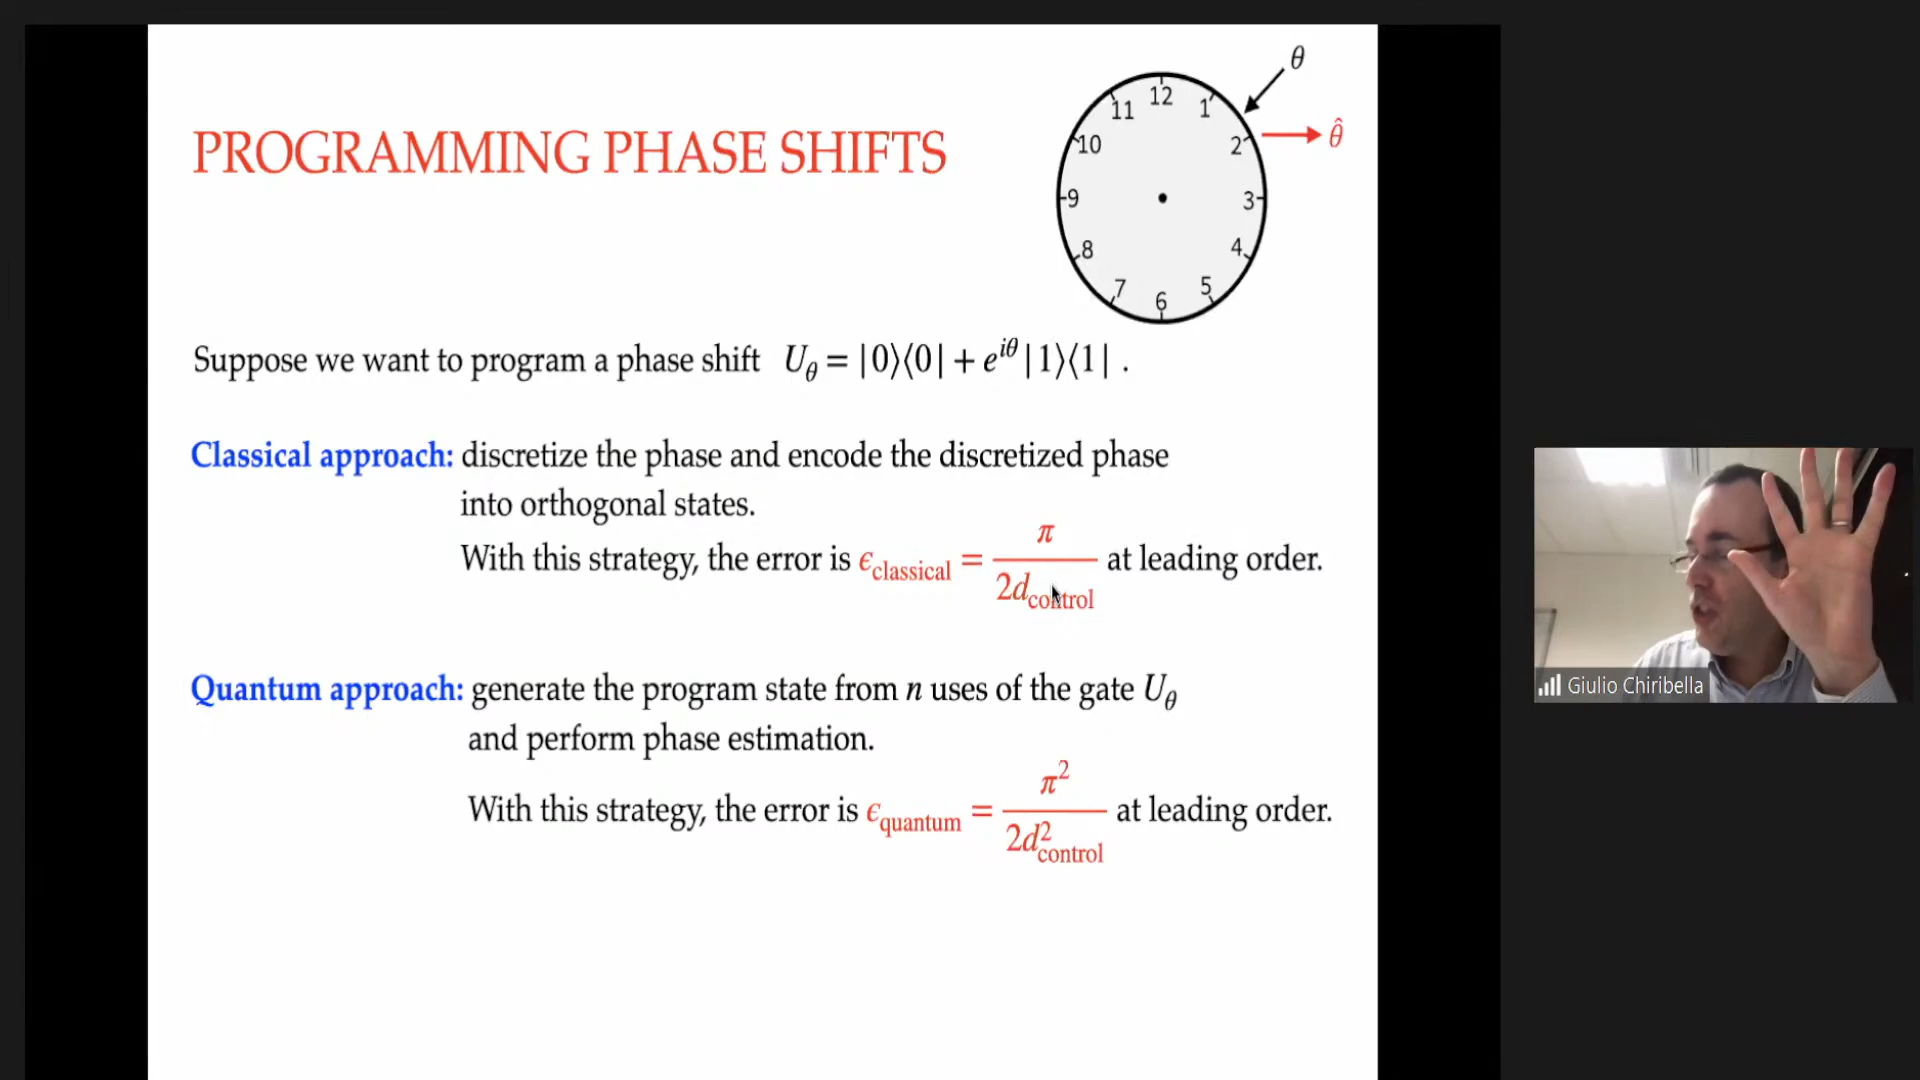 PROGRAMMING PHASE SHIFTS
θ
θ̂
12
1
2
3
4
5
6
7
8
9
10
11
Suppose we want to program a phase shift U_θ = |0⟩⟨0| + e^{iθ} |1⟩⟨1| .
Classical approach: discretize the phase and encode the discretized phase
into orthogonal states.
With this strategy, the error is ϵ_classical = π / 2d_control at leading order.
Quantum approach: generate the program state from n uses of the gate U_θ
and perform phase estimation.
With this strategy, the error is ϵ_quantum = π² / 2d²_control at leading order.
Giulio Chiribella